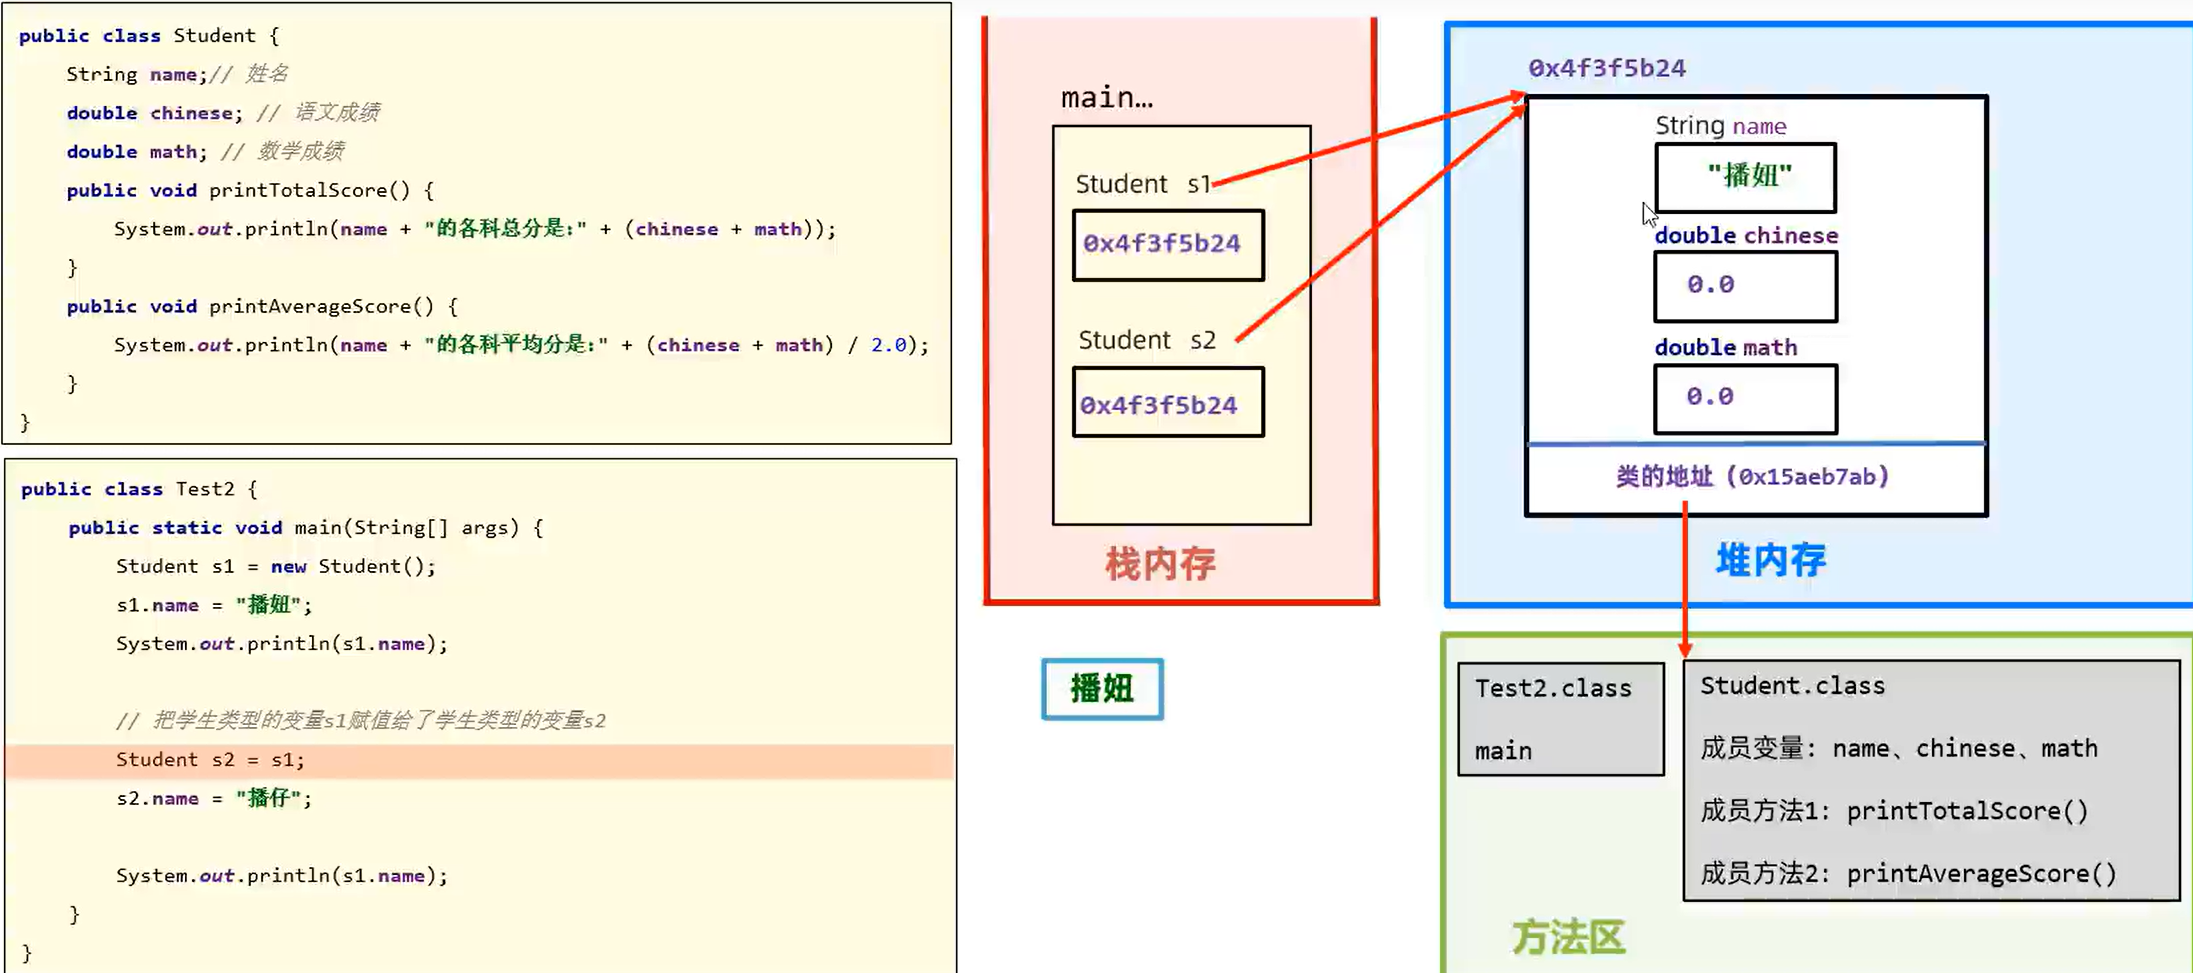 public class Student {
String name;// 姓名
double chinese; // 语文成绩
double math; // 数学成绩
public void printTotalScore() {
System.out.println(name + "的各科总分是:" + (chinese + math));
}
public void printAverageScore() {
System.out.println(name + "的各科平均分是:" + (chinese + math) / 2.0);
}
}
public class Test2 {
public static void main(String[] args) {
Student s1 = new Student();
s1.name = "播妞";
System.out.println(s1.name);
// 把学生类型的变量s1赋值给了学生类型的变量s2
Student s2 = s1;
s2.name = "播仔";
System.out.println(s1.name);
}
}
main…
Student s1
0x4f3f5b24
Student s2
0x4f3f5b24
栈内存
播妞
0x4f3f5b24
String name
"播妞"
double chinese
0.0
double math
0.0
类的地址（0x15aeb7ab）
堆内存
Test2.class
main
Student.class
成员变量: name、chinese、math
成员方法1: printTotalScore()
成员方法2: printAverageScore()
方法区